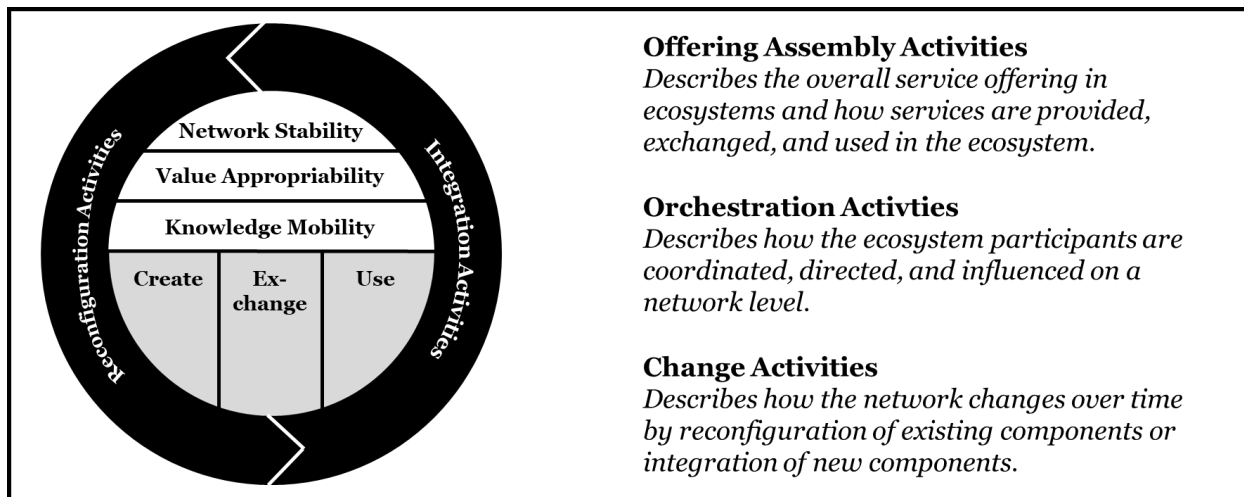 Reconfiguration Activities
Network Stability
Value Appropriability
Knowledge Mobility
Create
Ex-
change
Use
Integration Activities
Offering Assembly Activities
Describes the overall service offering in
ecosystems and how services are provided,
exchanged, and used in the ecosystem.
Orchestration Activties
Describes how the ecosystem participants are
coordinated, directed, and influenced on a
network level.
Change Activities
Describes how the network changes over time
by reconfiguration of existing components or
integration of new components.